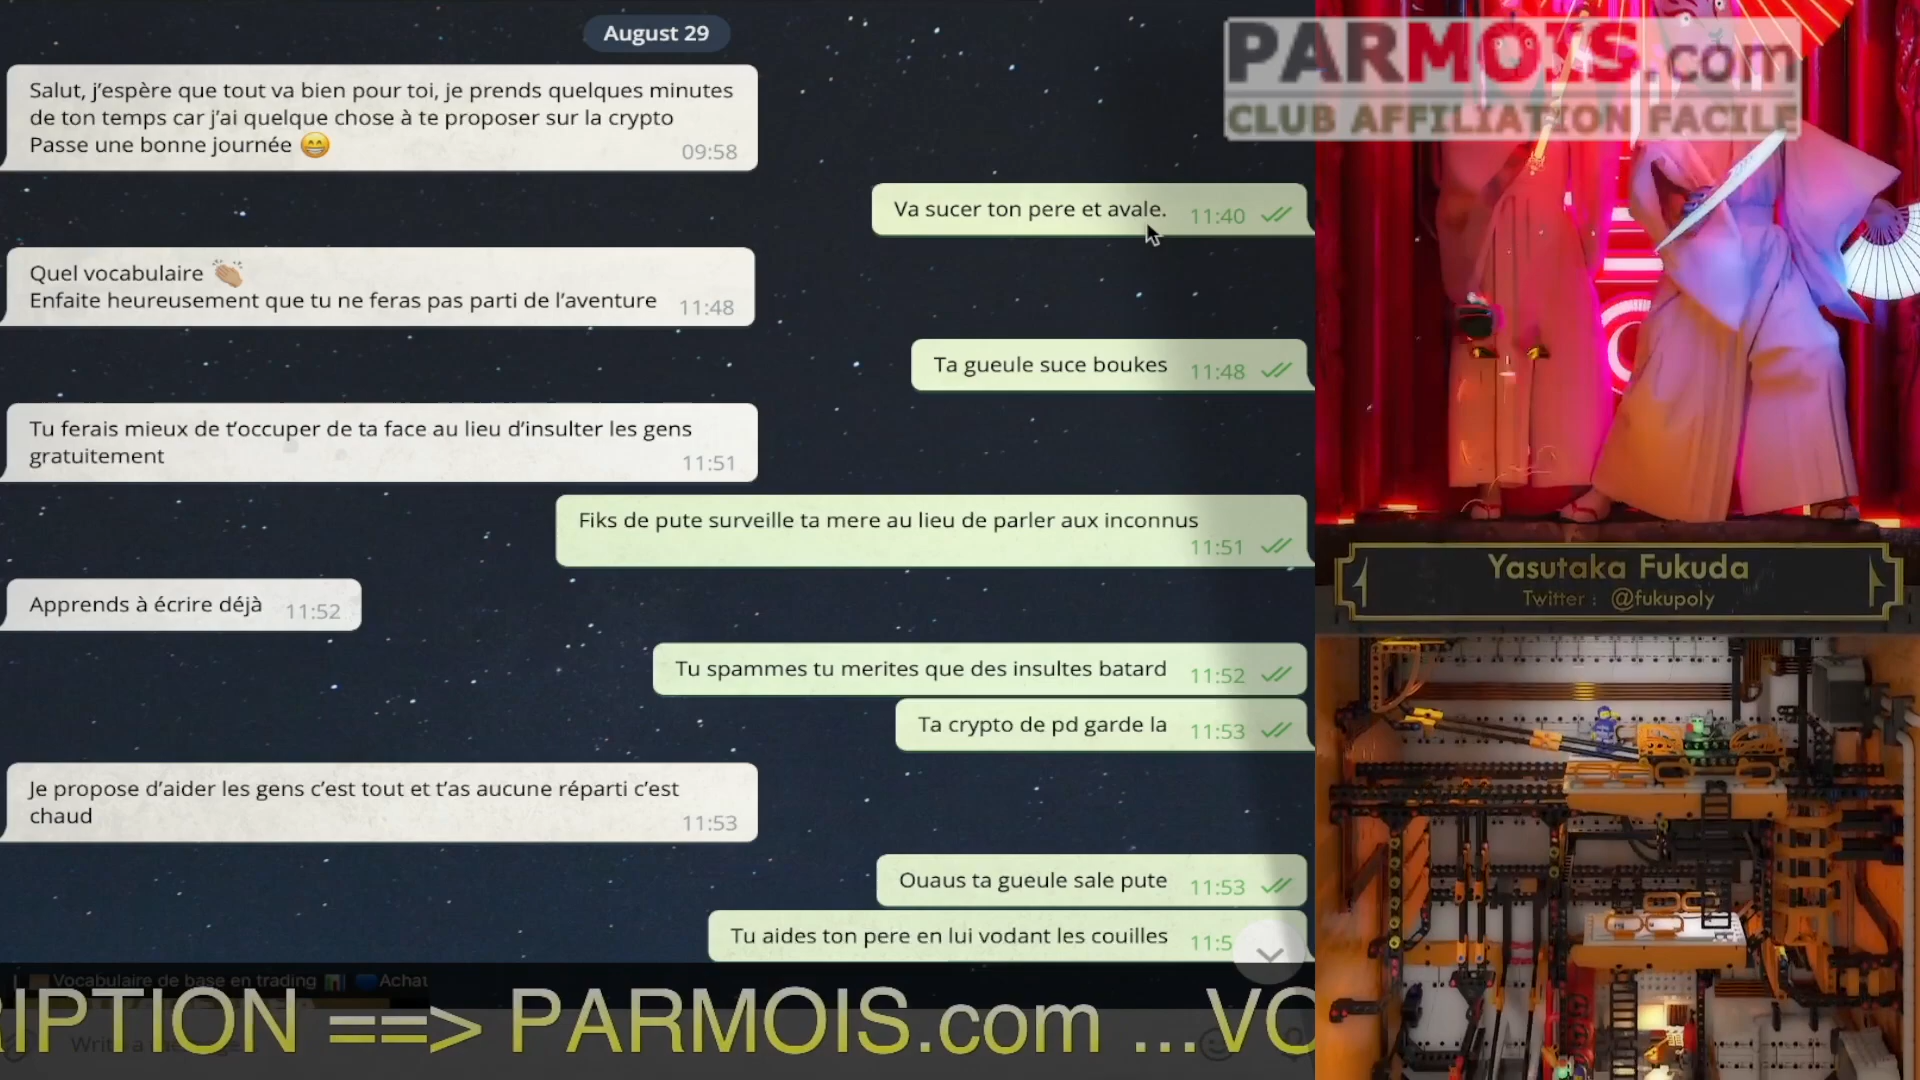 August 29
PARMOIS.com
CLUB AFFILIATION FACILE
Salut, j’espère que tout va bien pour toi, je prends quelques minutes
de ton temps car j’ai quelque chose à te proposer sur la crypto
Passe une bonne journée 😁
09:58
Va sucer ton pere et avale. 11:40
Quel vocabulaire 👏🏼
Enfaite heureusement que tu ne feras pas parti de l’aventure 11:48
Ta gueule suce boukes 11:48
Tu ferais mieux de t’occuper de ta face au lieu d’insulter les gens
gratuitement 11:51
Fiks de pute surveille ta mere au lieu de parler aux inconnus
11:51
Yasutaka Fukuda
Twitter : @fukupoly
Apprends à écrire déjà 11:52
Tu spammes tu merites que des insultes batard 11:52
Ta crypto de pd garde la 11:53
Je propose d’aider les gens c’est tout et t’as aucune réparti c’est
chaud 11:53
Ouaus ta gueule sale pute 11:53
Tu aides ton pere en lui vodant les couilles 11:5
Vocabulaire de base en trading 📊 Achat
RIPTION ==> PARMOIS.com ...VO